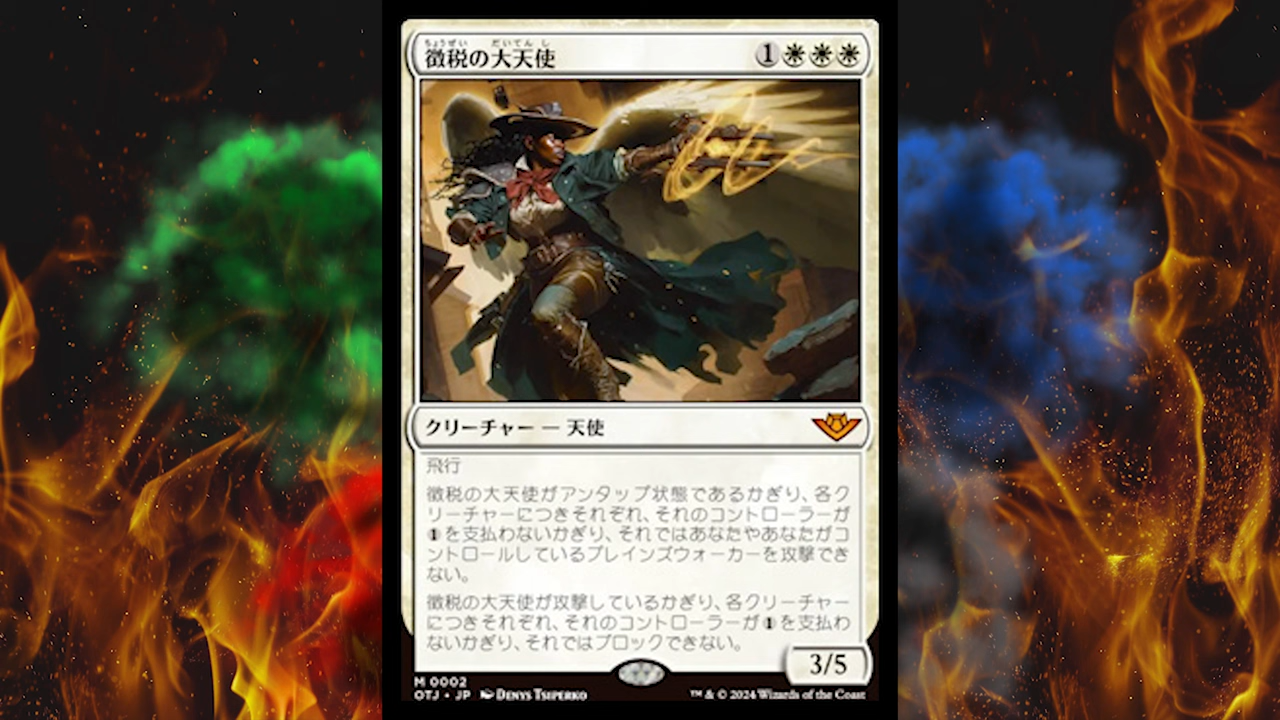 ちょうぜい だいてんし
徴税の大天使
1
クリーチャー ― 天使
飛行
徴税の大天使がアンタップ状態であるかぎり、各ク
リーチャーにつきそれぞれ、それのコントローラーが
1を支払わないかぎり、それではあなたやあなたがコ
ントロールしているプレインズウォーカーを攻撃でき
ない。
徴税の大天使が攻撃しているかぎり、各クリーチャー
につきそれぞれ、それのコントローラーが1を支払わ
ないかぎり、それではブロックできない。
3/5
M 0002
OTJ • JP DENYS TSIPERKO
™ & © 2024 Wizards of the Coast